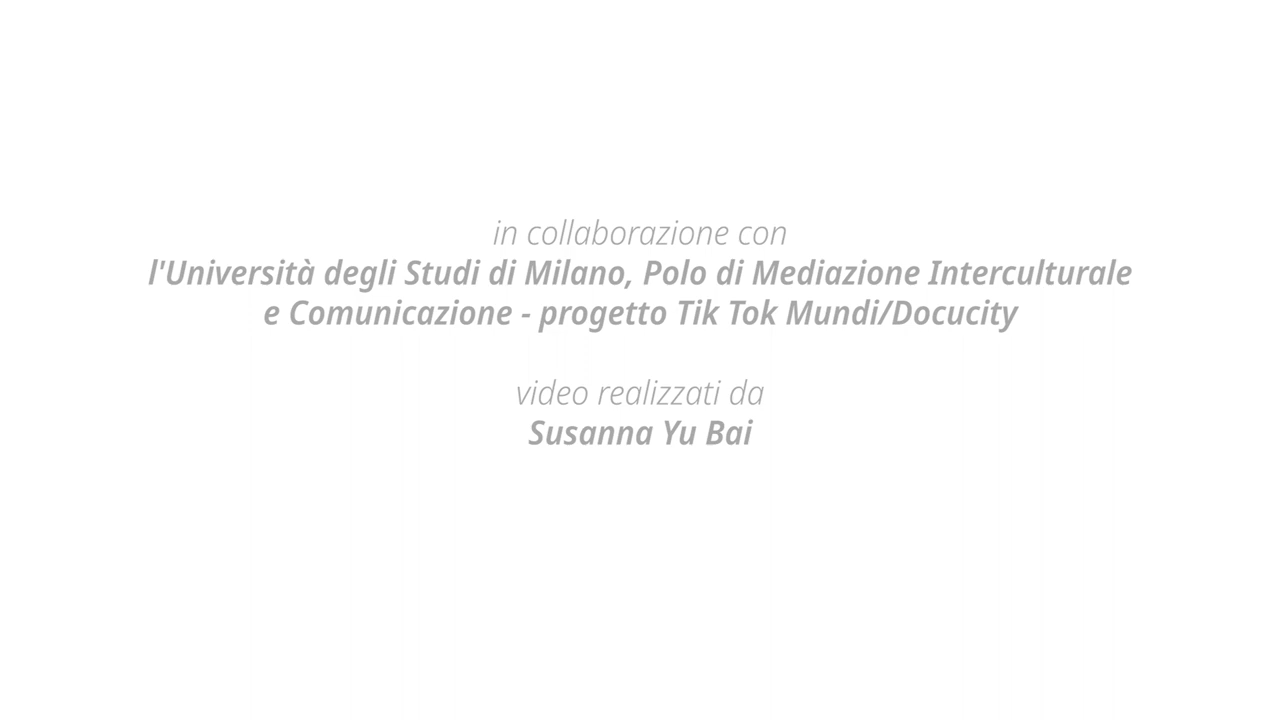 in collaborazione con
l'Università degli Studi di Milano, Polo di Mediazione Interculturale
e Comunicazione - progetto Tik Tok Mundi/Docucity
video realizzati da
Susanna Yu Bai